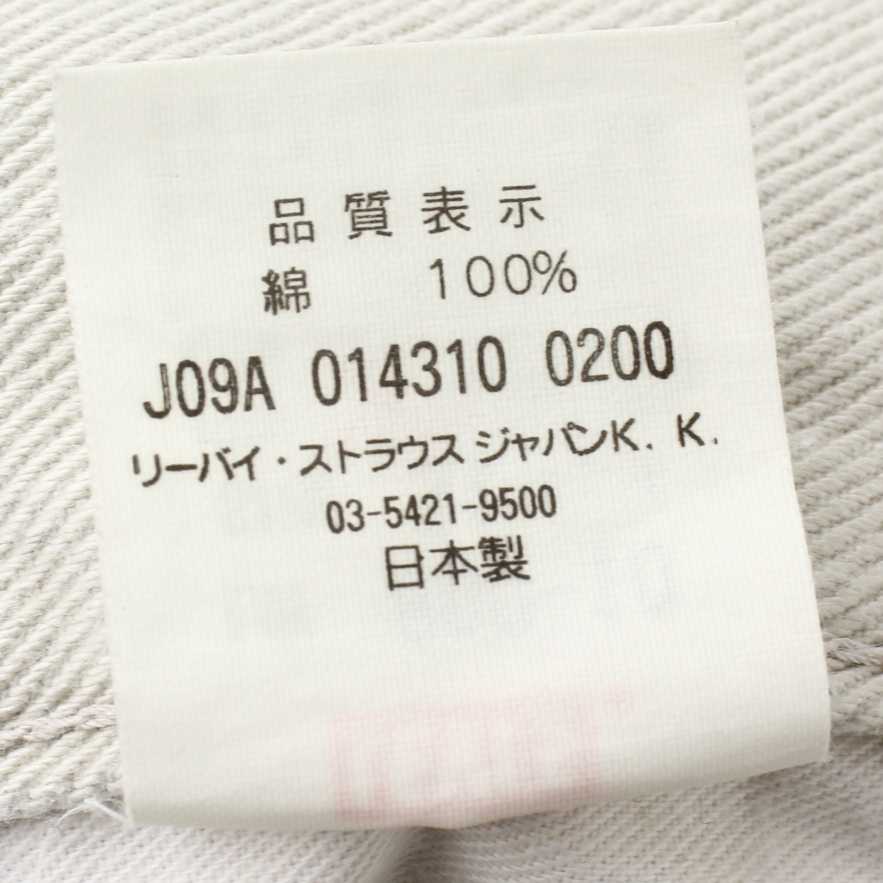 品質表示
綿 100%
J09A 014310 0200
リーバイ・ストラウス ジャパンK.K.
03-5421-9500
日本製